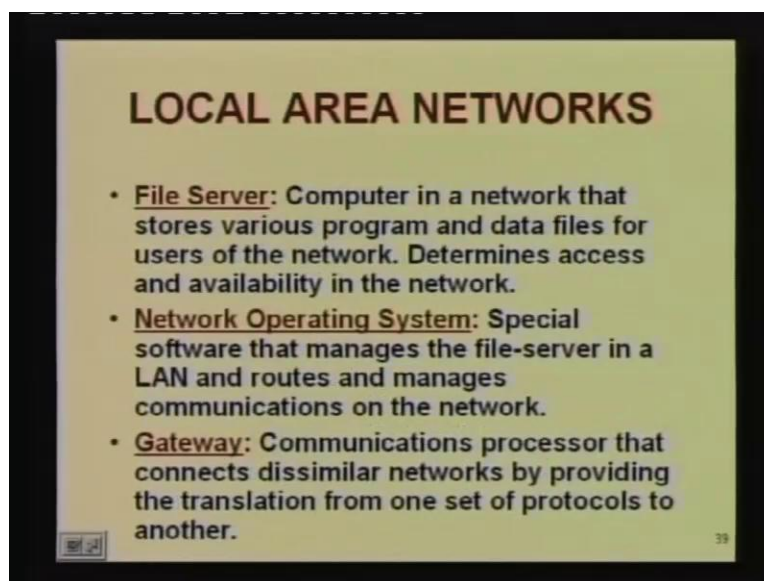 LOCAL AREA NETWORKS
• File Server: Computer in a network that
stores various program and data files for
users of the network. Determines access
and availability in the network.
• Network Operating System: Special
software that manages the file-server in a
LAN and routes and manages
communications on the network.
• Gateway: Communications processor that
connects dissimilar networks by providing
the translation from one set of protocols to
another.
39